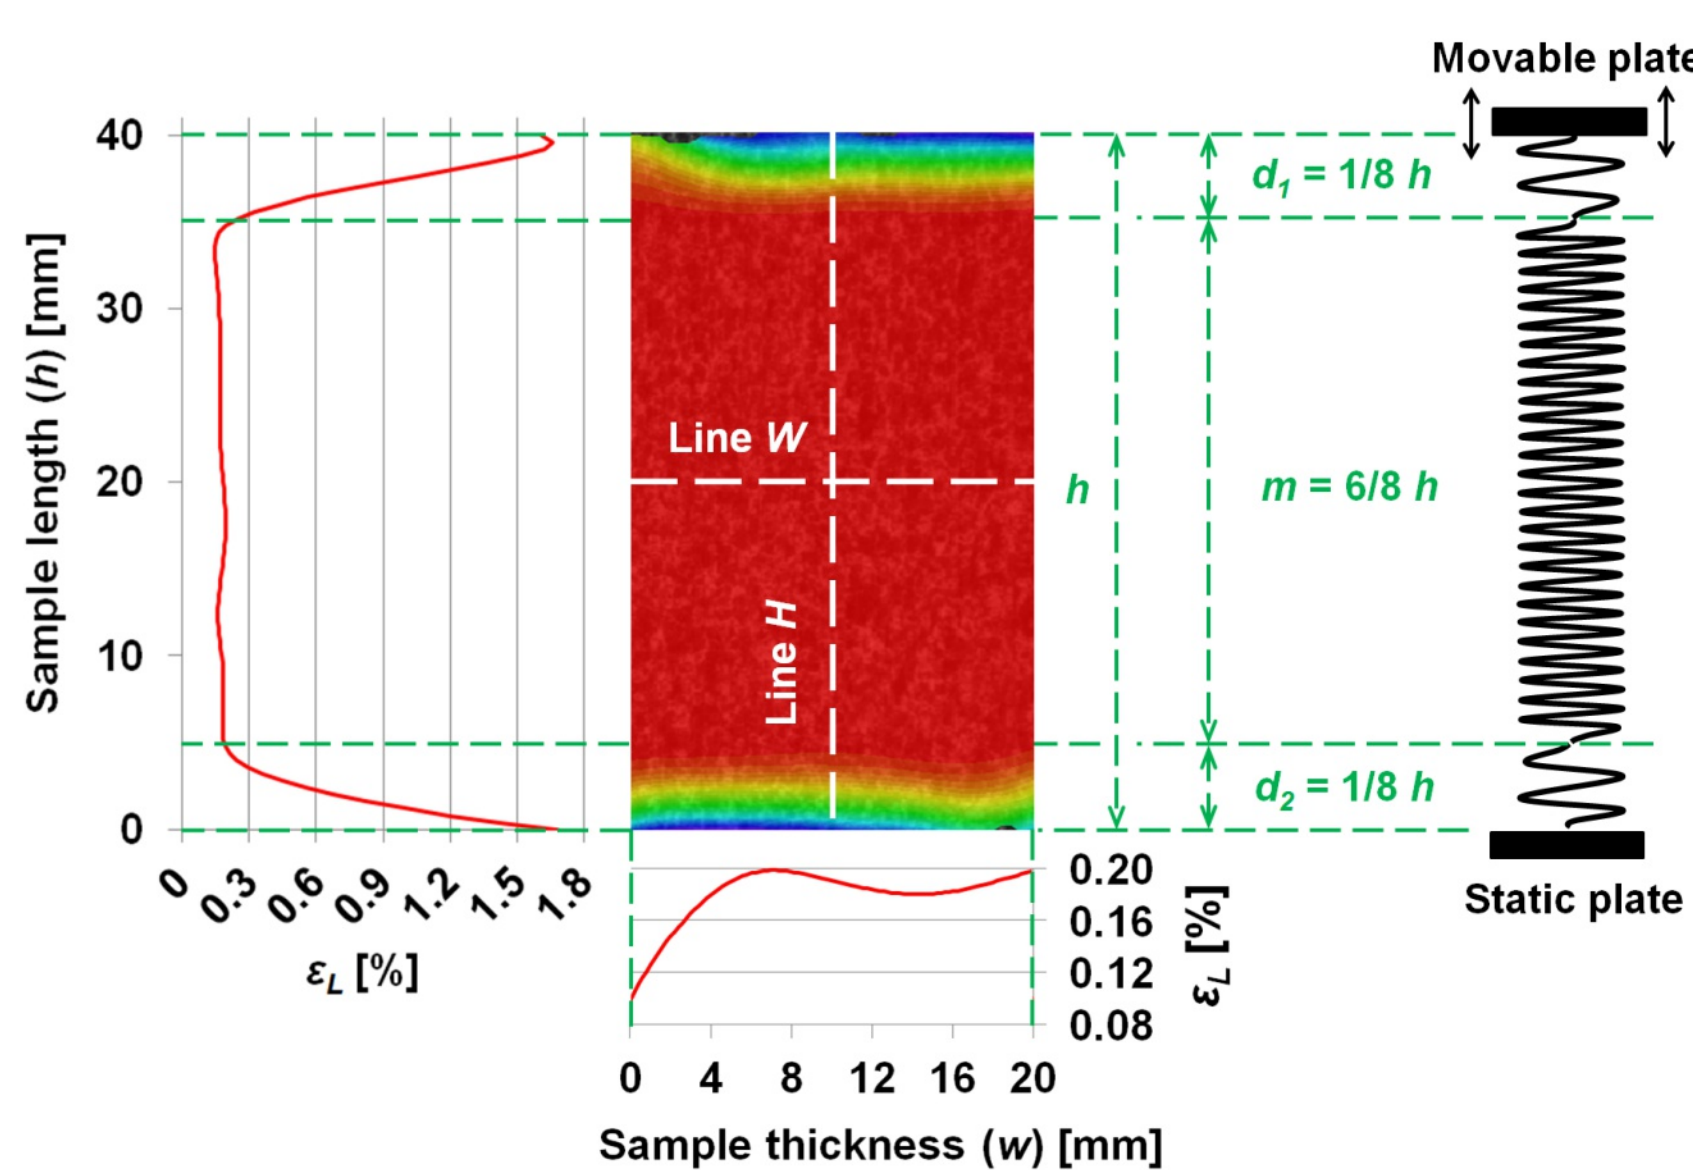 Movable plate
40
30
20
10
0
Sample length (h) [mm]
0
0.3
0.6
0.9
1.2
1.5
1.8
εL [%]
Line W
Line H
h
d1 = 1/8 h
m = 6/8 h
d2 = 1/8 h
Static plate
0.20
0.16
0.12
0.08
εL [%]
0 4 8 12 16 20
Sample thickness (w) [mm]